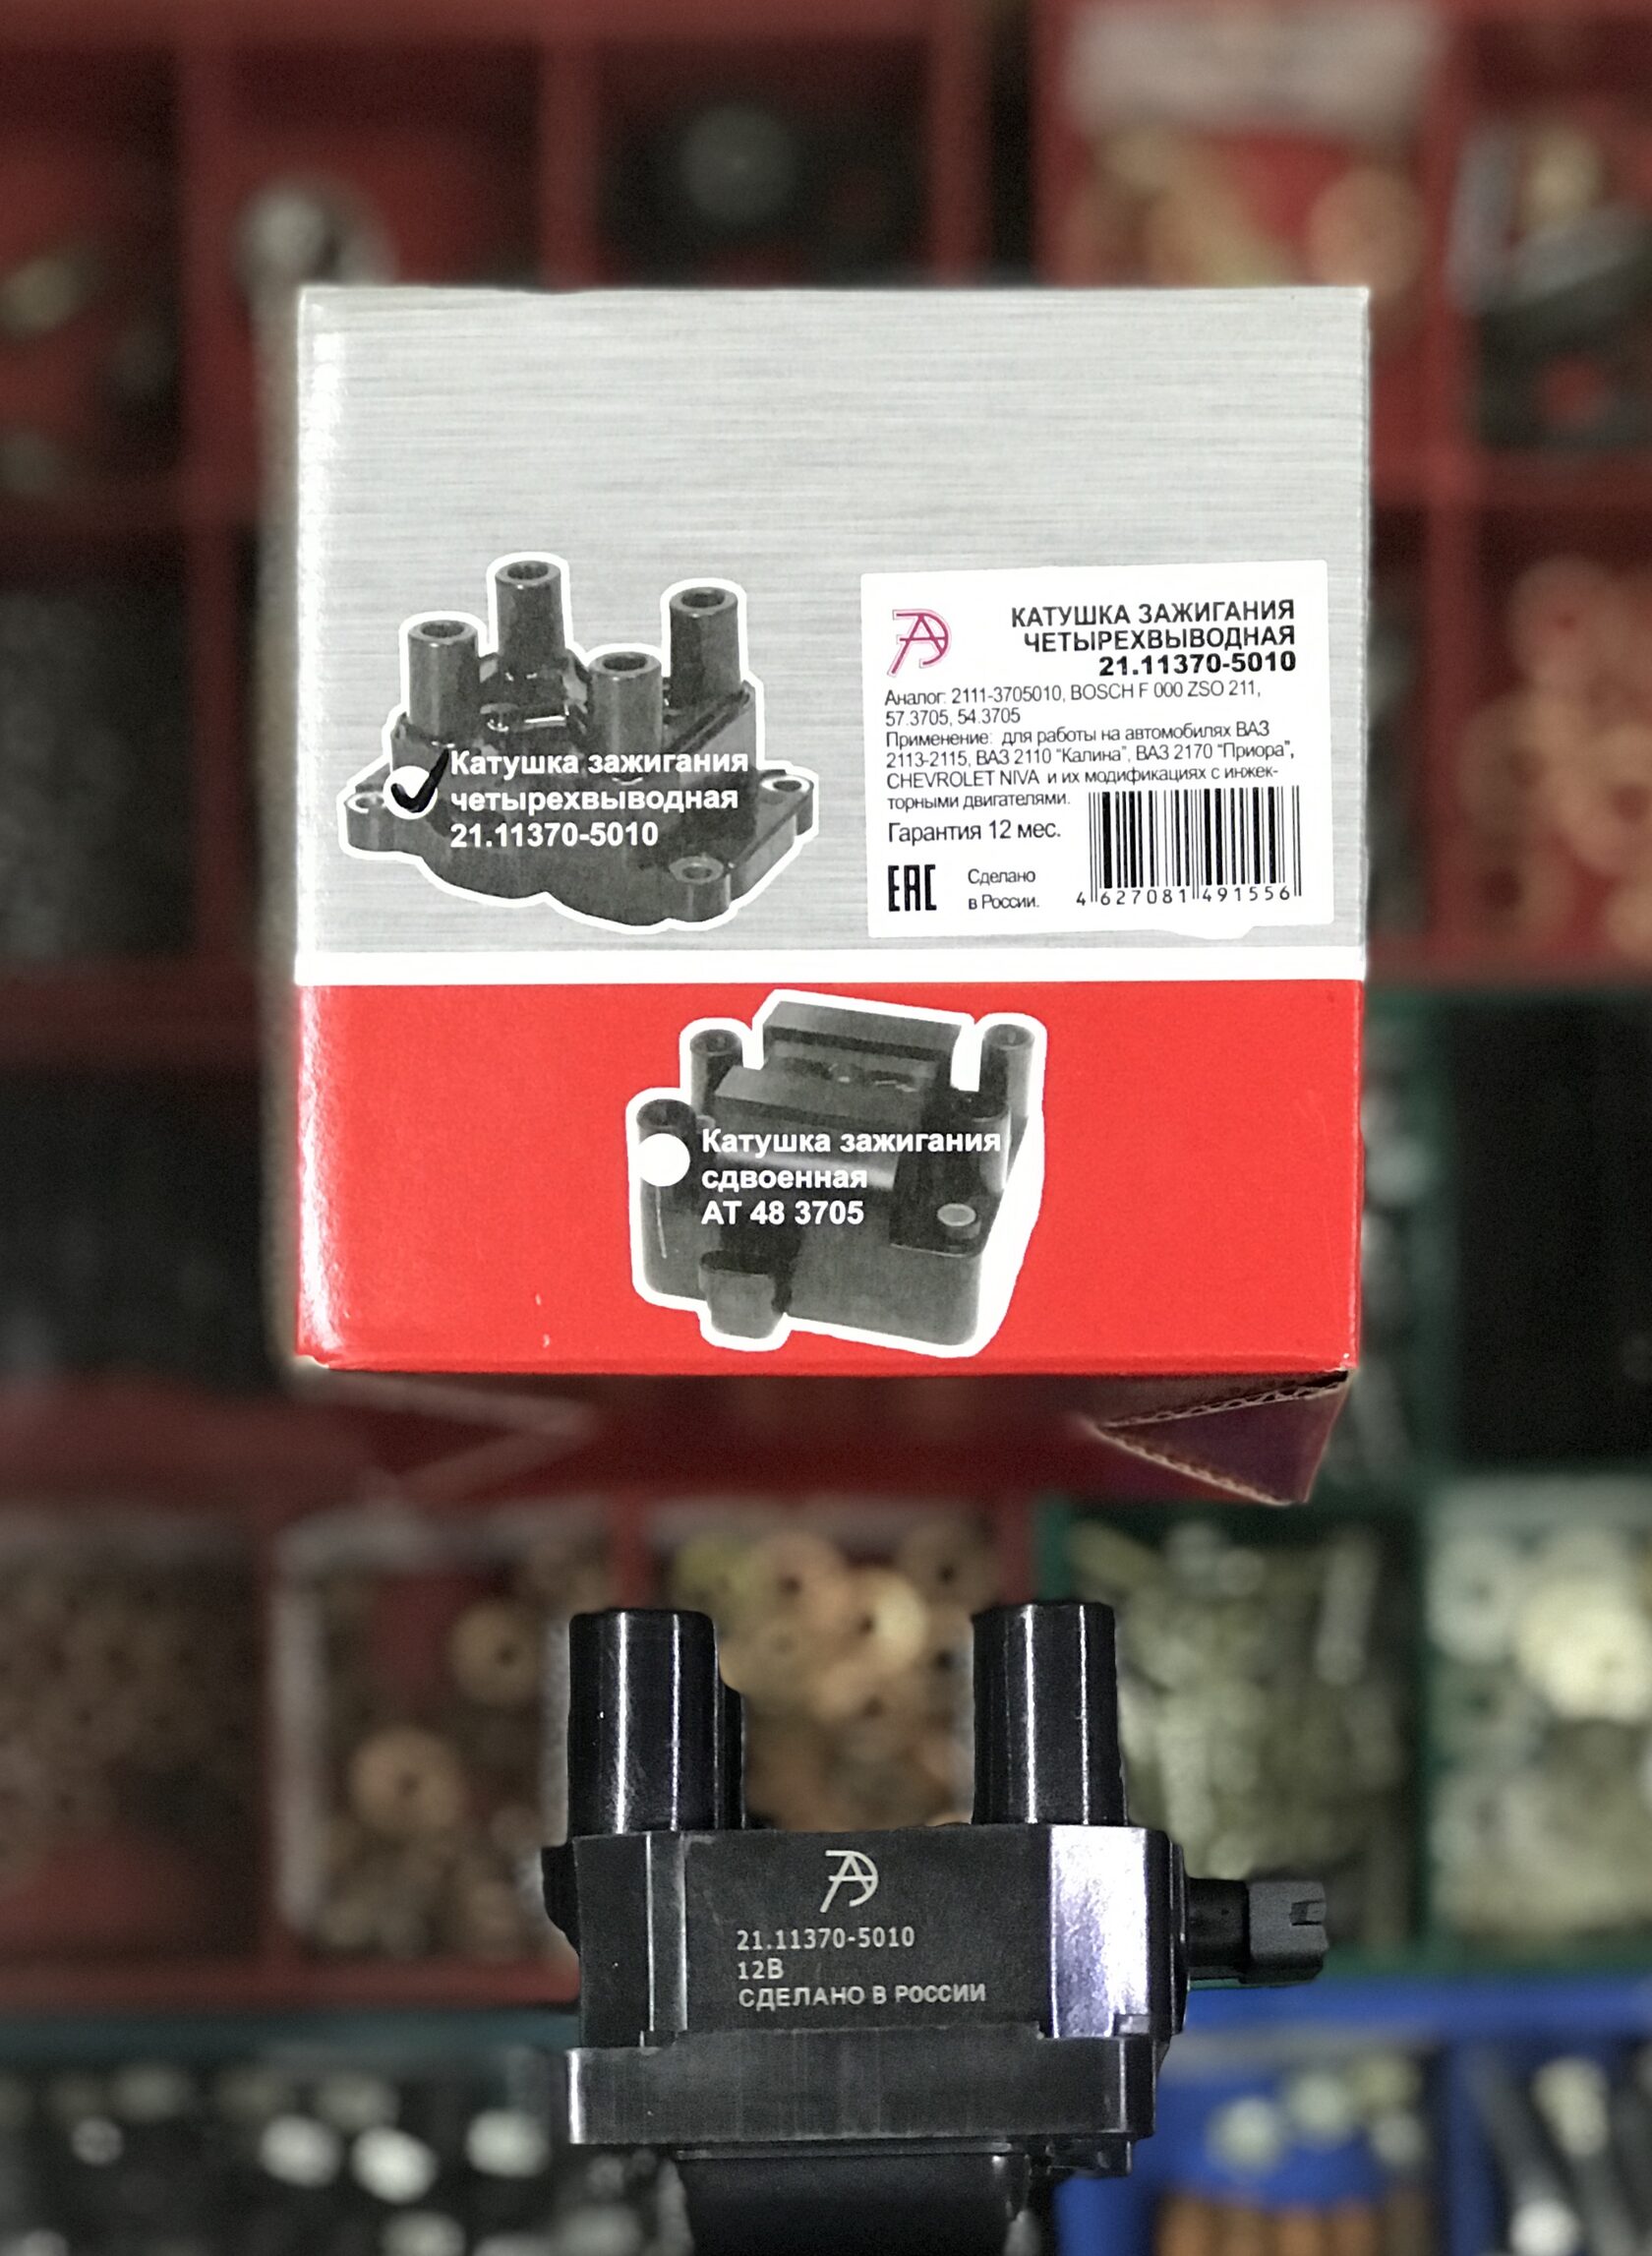 Катушка зажигания
четырехвыводная
21.11370-5010
КАТУШКА ЗАЖИГАНИЯ
ЧЕТЫРЕХВЫВОДНАЯ
21.11370-5010
Аналог: 2111-3705010, BOSCH F 000 ZSO 211,
57.3705, 54.3705
Применение: для работы на автомобилях ВАЗ
2113-2115, ВАЗ 2110 "Калина", ВАЗ 2170 "Приора",
CHEVROLET NIVA и их модификациях с инжек-
торными двигателями.
Гарантия 12 мес.
EAC
Сделано
в России.
4 627081 491556
Катушка зажигания
сдвоенная
АТ 48 3705
21.11370-5010
12В
СДЕЛАНО В РОССИИ